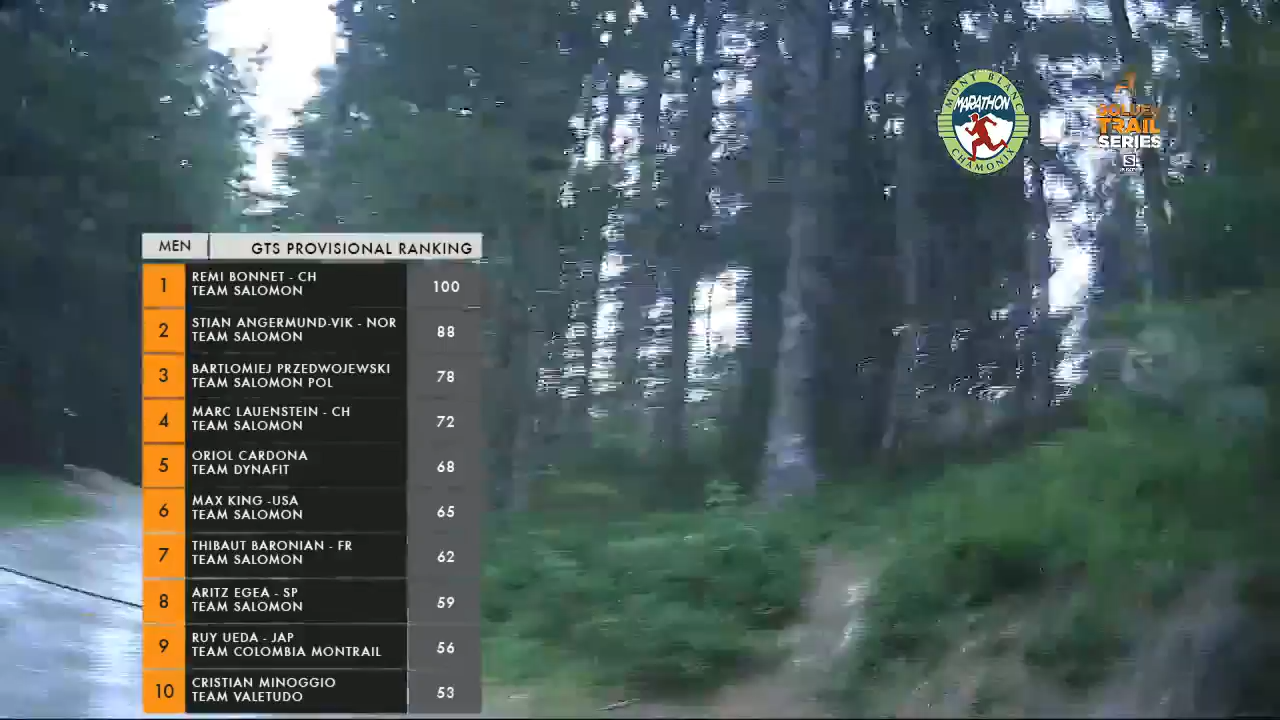 MONT BLANC
MARATHON
CHAMONIX
GOLDEN
TRAIL
SERIES
MEN
GTS PROVISIONAL RANKING
1
REMI BONNET - CH
TEAM SALOMON
100
2
STIAN ANGERMUND-VIK - NOR
TEAM SALOMON
88
3
BARTLOMIEJ PRZEDWOJEWSKI
TEAM SALOMON POL
78
4
MARC LAUENSTEIN - CH
TEAM SALOMON
72
5
ORIOL CARDONA
TEAM DYNAFIT
68
6
MAX KING -USA
TEAM SALOMON
65
7
THIBAUT BARONIAN - FR
TEAM SALOMON
62
8
ARITZ EGEA - SP
TEAM SALOMON
59
9
RUY UEDA - JAP
TEAM COLOMBIA MONTRAIL
56
10
CRISTIAN MINOGGIO
TEAM VALETUDO
53